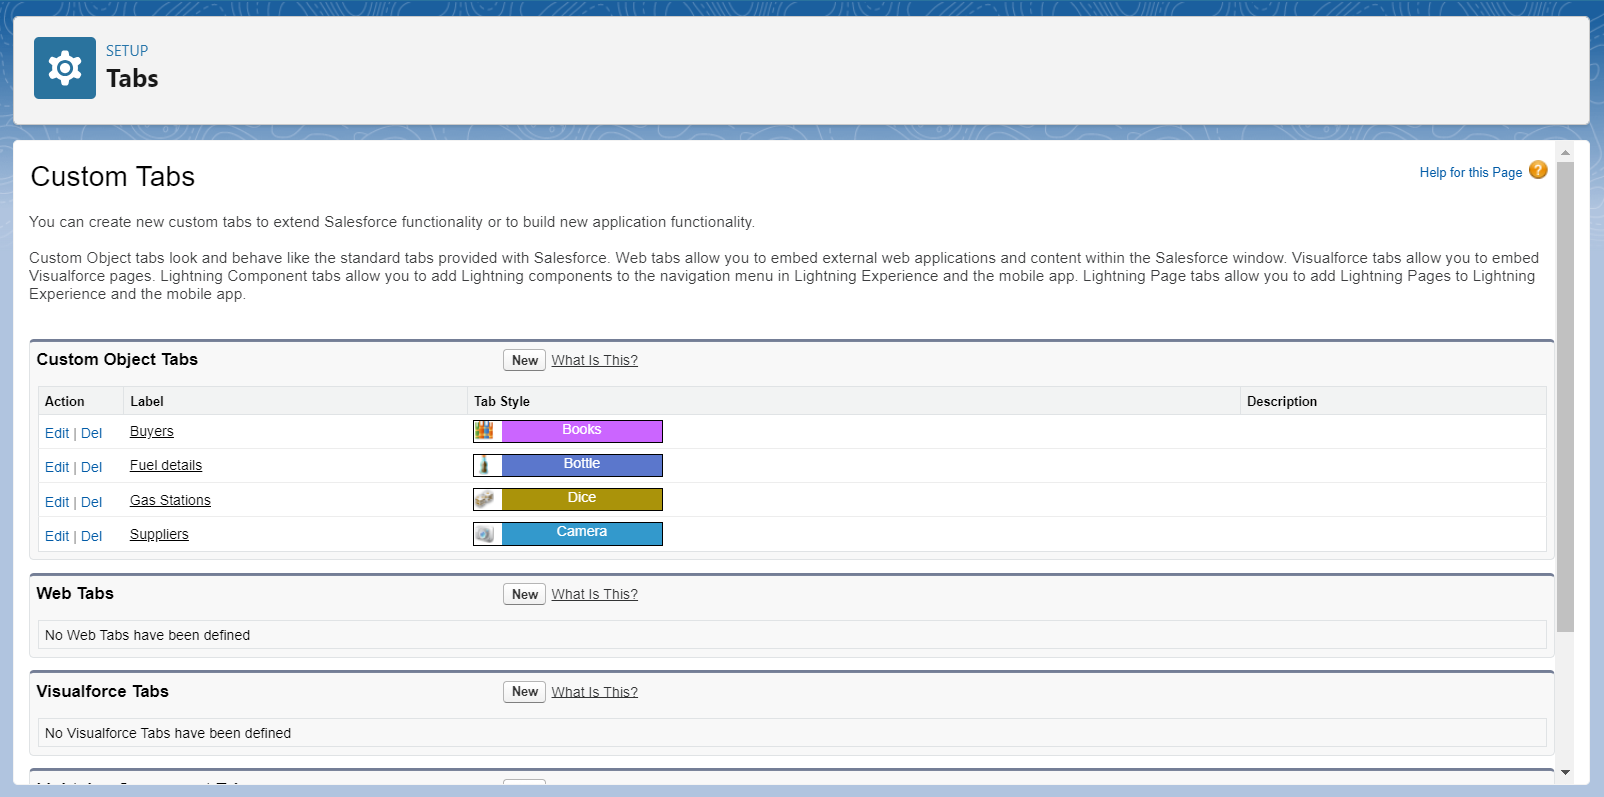 SETUP
Tabs
Custom Tabs
Help for this Page ?
You can create new custom tabs to extend Salesforce functionality or to build new application functionality.
Custom Object tabs look and behave like the standard tabs provided with Salesforce. Web tabs allow you to embed external web applications and content within the Salesforce window. Visualforce tabs allow you to embed
Visualforce pages. Lightning Component tabs allow you to add Lightning components to the navigation menu in Lightning Experience and the mobile app. Lightning Page tabs allow you to add Lightning Pages to Lightning
Experience and the mobile app.
Custom Object Tabs New What Is This?
Action Label Tab Style Description
Edit | Del Buyers Books
Edit | Del Fuel details Bottle
Edit | Del Gas Stations Dice
Edit | Del Suppliers Camera
Web Tabs New What Is This?
No Web Tabs have been defined
Visualforce Tabs New What Is This?
No Visualforce Tabs have been defined